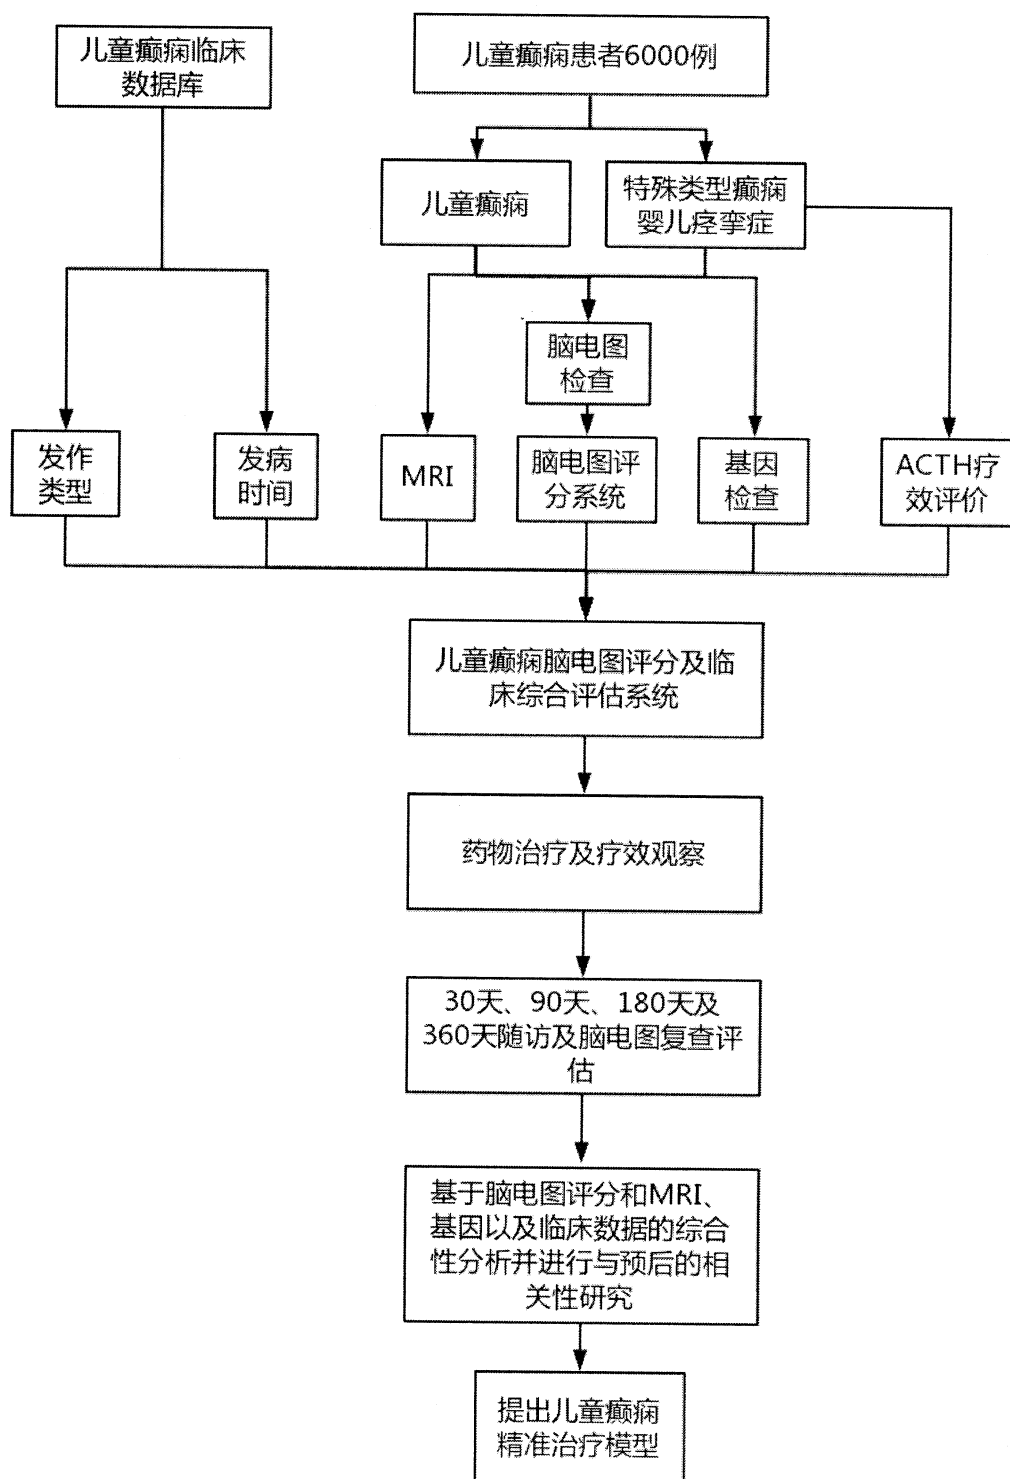 儿童癫痫临床
数据库
儿童癫痫患者6000例
儿童癫痫
特殊类型癫痫
婴儿痉挛症
脑电图
检查
发作
类型
发病
时间
MRI
脑电图评
分系统
基因
检查
ACTH疗
效评价
儿童癫痫脑电图评分及临
床综合评估系统
药物治疗及疗效观察
30天、90天、180天及
360天随访及脑电图复查评
估
基于脑电图评分和MRI、
基因以及临床数据的综合
性分析并进行与预后的相
关性研究
提出儿童癫痫
精准治疗模型